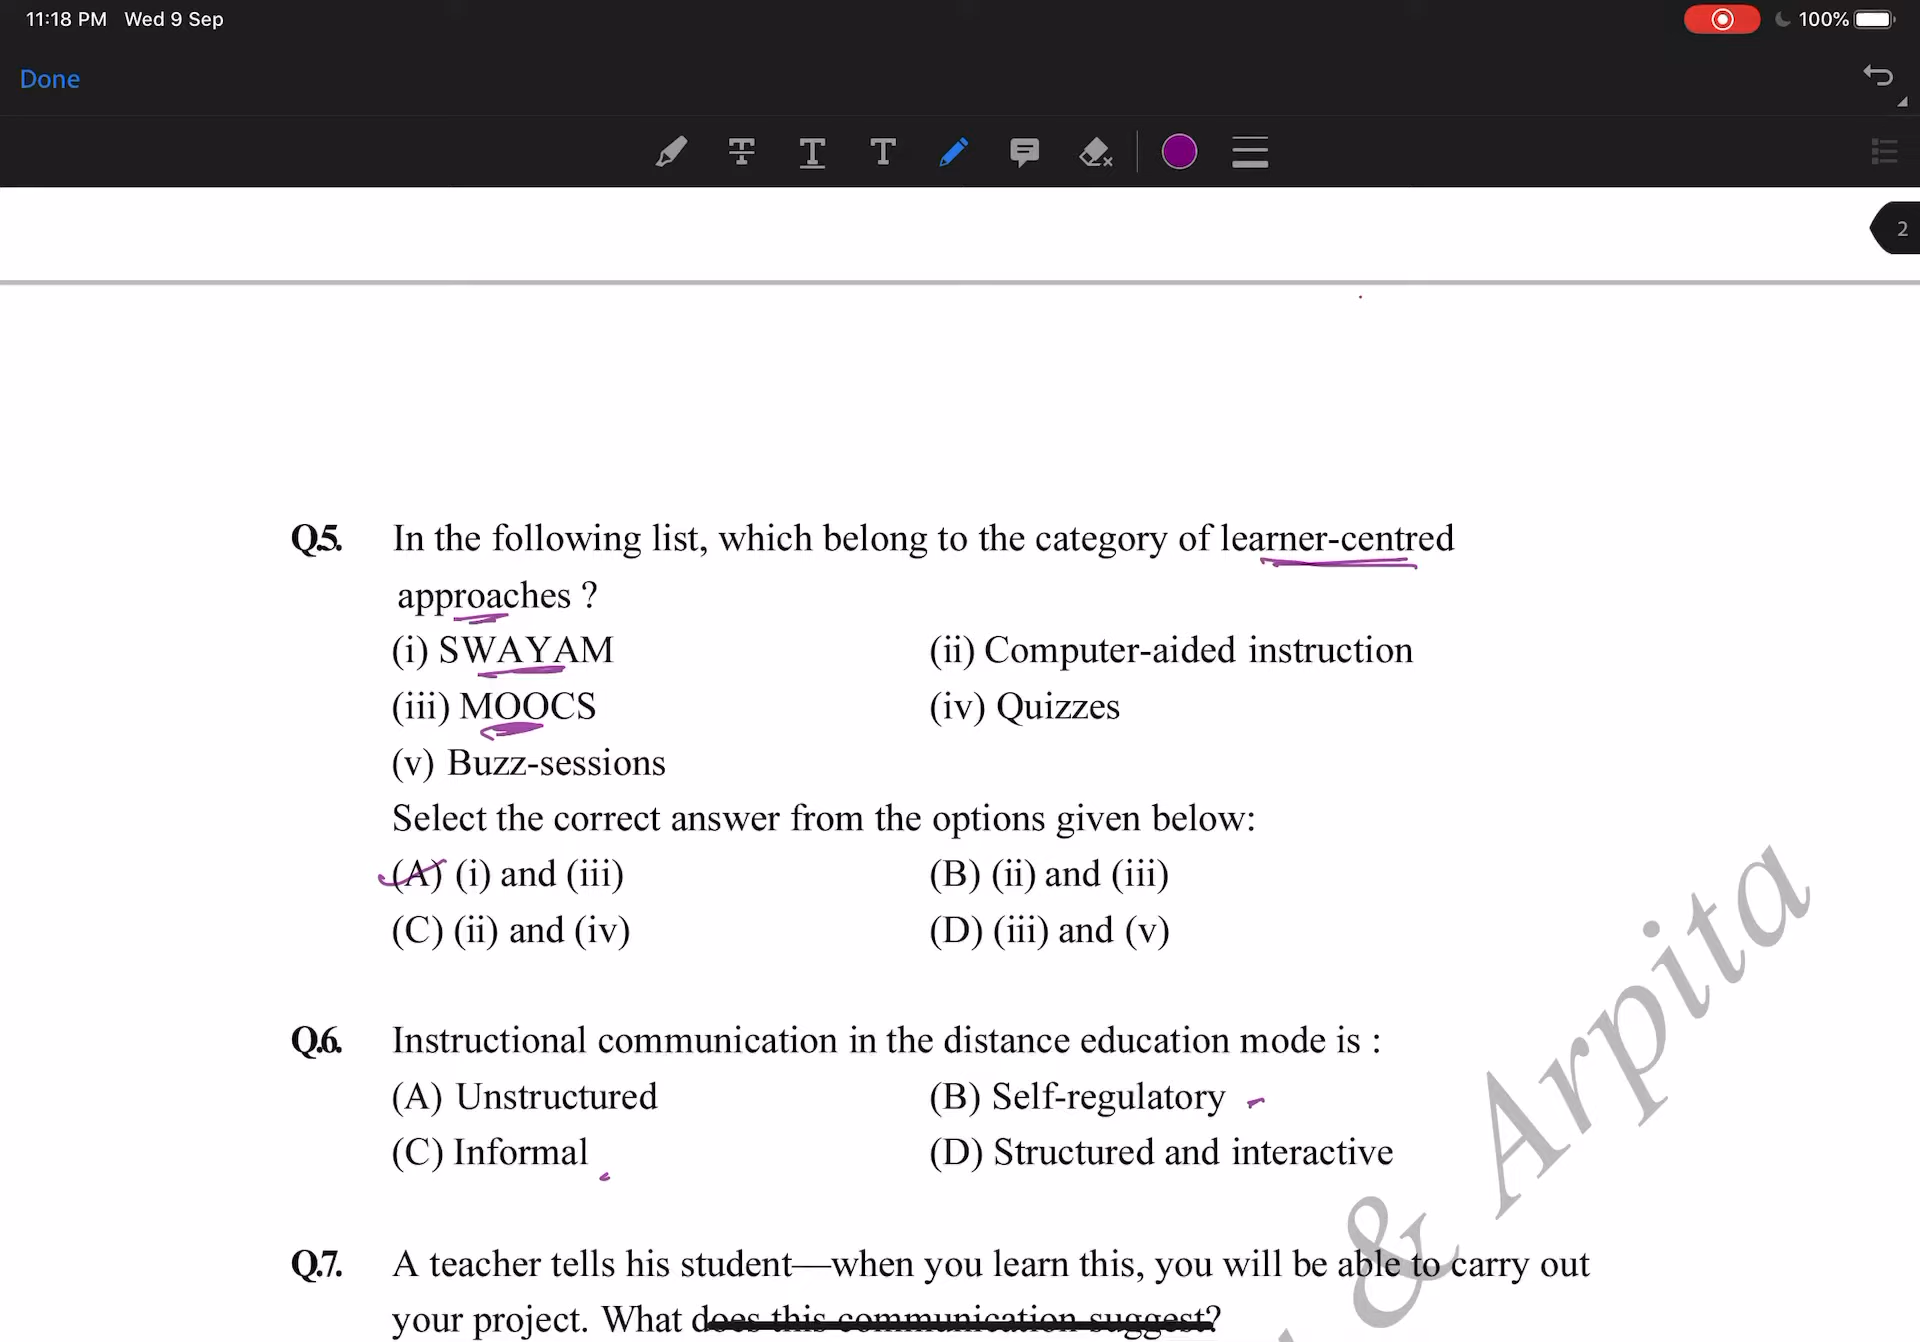 11:18 PM Wed 9 Sep
100%
Done
2
Q.5. In the following list, which belong to the category of learner-centred
approaches ?
(i) SWAYAM (ii) Computer-aided instruction
(iii) MOOCS (iv) Quizzes
(v) Buzz-sessions
Select the correct answer from the options given below:
(A) (i) and (iii) (B) (ii) and (iii)
(C) (ii) and (iv) (D) (iii) and (v)
Q.6. Instructional communication in the distance education mode is :
(A) Unstructured (B) Self-regulatory
(C) Informal (D) Structured and interactive
Q.7. A teacher tells his student—when you learn this, you will be able to carry out
your project. What does this communication suggest?
& Arpita